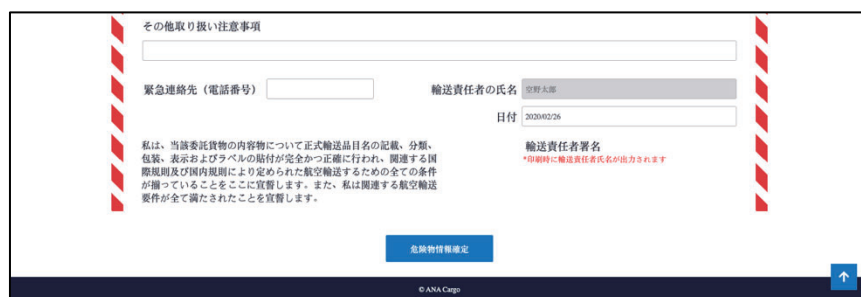 その他取り扱い注意事項
緊急連絡先（電話番号）
輸送責任者の氏名 空野太郎
日付 2020/02/26
私は、当該委託貨物の内容物について正式輸送品目名の記載、分類、
包装、表示およびラベルの貼付が完全かつ正確に行われ、関連する国
際規則及び国内規則により定められた航空輸送するための全ての条件
が揃っていることをここに宣誓します。また、私は関連する航空輸送
要件が全て満たされたことを宣誓します。
輸送責任者署名
*印刷時に輸送責任者氏名が出力されます
危険物情報確定
© ANA Cargo